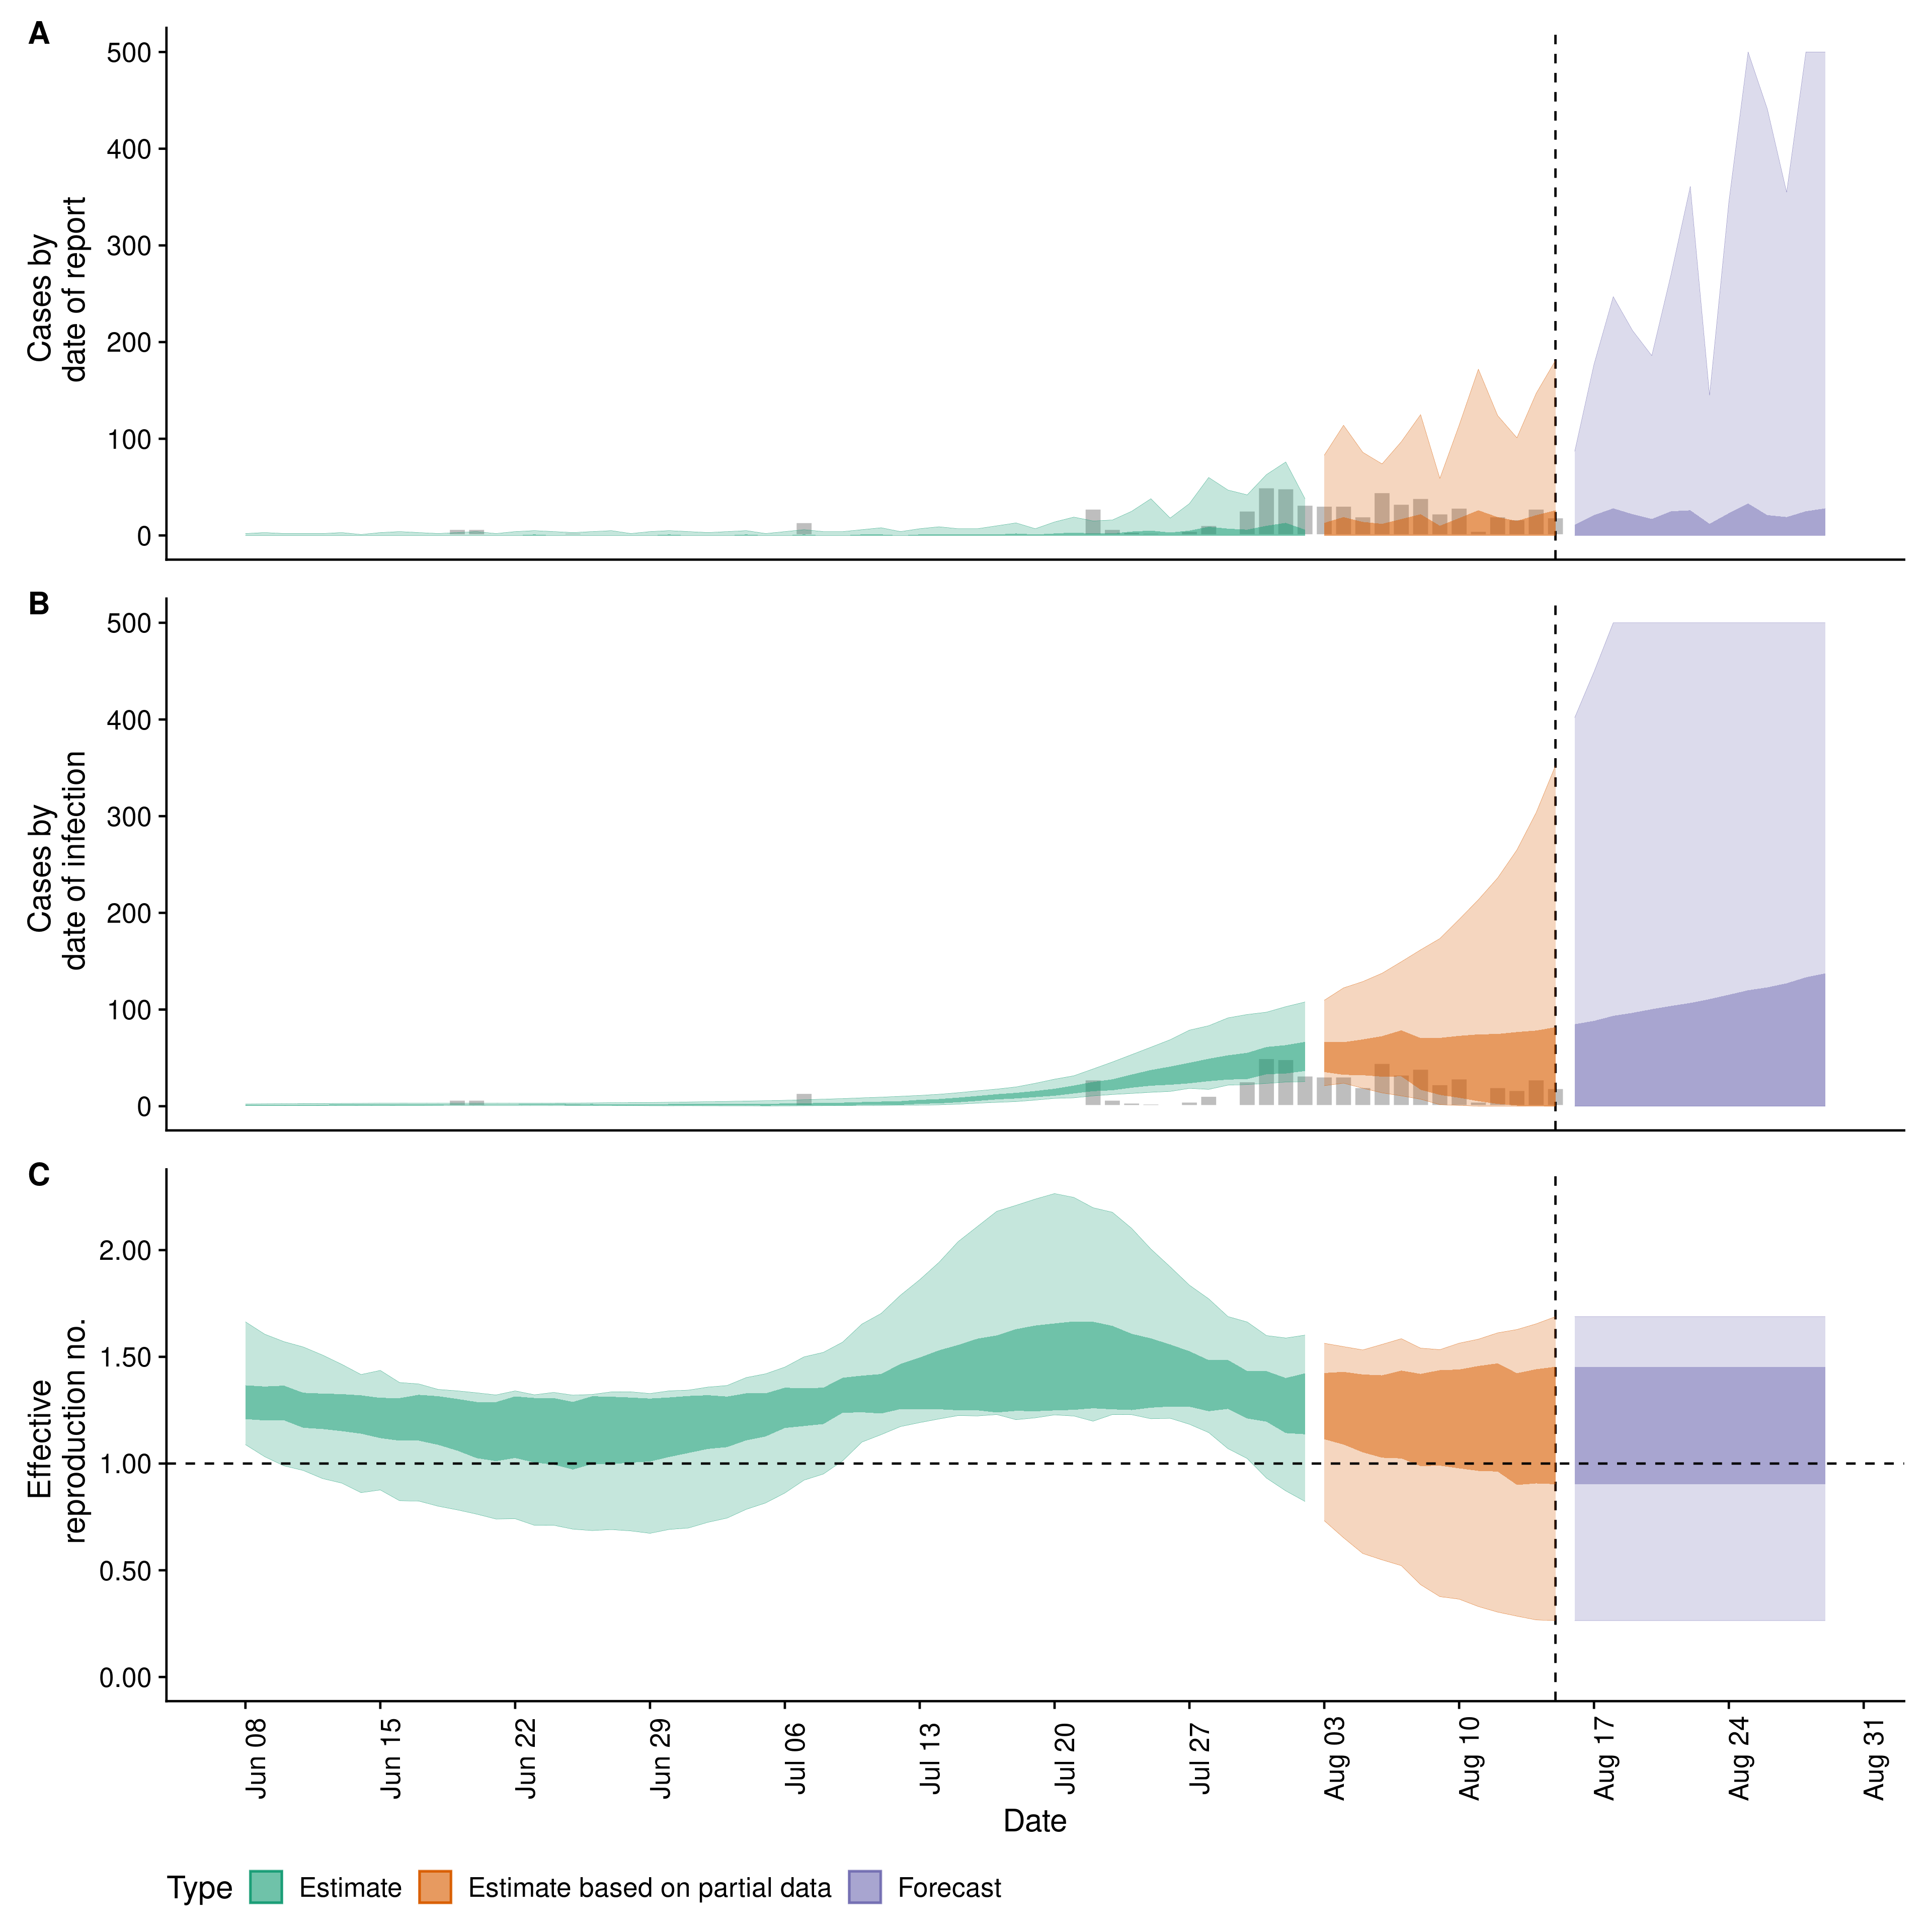 A
500
400
300
200
100
0
Cases by
date of report
B
500
400
300
200
100
0
Cases by
date of infection
C
2.00
1.50
1.00
0.50
0.00
Effective
reproduction no.
Jun 08
Jun 15
Jun 22
Jun 29
Jul 06
Jul 13
Jul 20
Jul 27
Aug 03
Aug 10
Aug 17
Aug 24
Aug 31
Date
Type
Estimate
Estimate based on partial data
Forecast